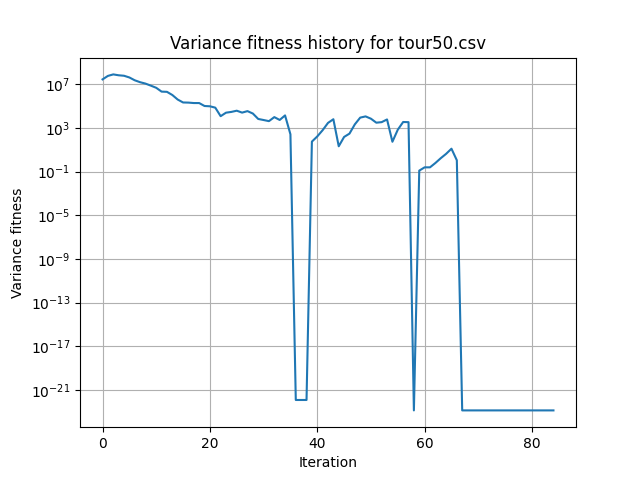 Variance fitness history for tour50.csv
Variance fitness
10^7
10^3
10^−1
10^−5
10^−9
10^−13
10^−17
10^−21
0 20 40 60 80
Iteration